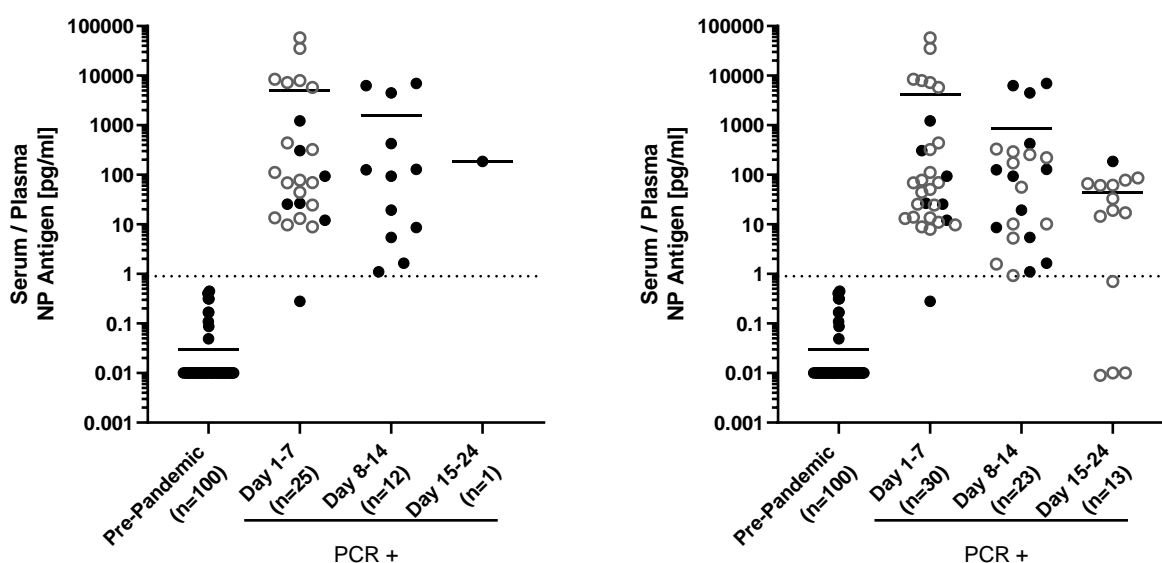 Serum / Plasma
NP Antigen [pg/ml]
100000
10000
1000
100
10
1
0.1
0.01
0.001
Pre-Pandemic
(n=100)
Day 1-7
(n=25)
Day 8-14
(n=12)
Day 15-24
(n=1)
PCR +
Serum / Plasma
NP Antigen [pg/ml]
100000
10000
1000
100
10
1
0.1
0.01
0.001
Pre-Pandemic
(n=100)
Day 1-7
(n=30)
Day 8-14
(n=23)
Day 15-24
(n=13)
PCR +